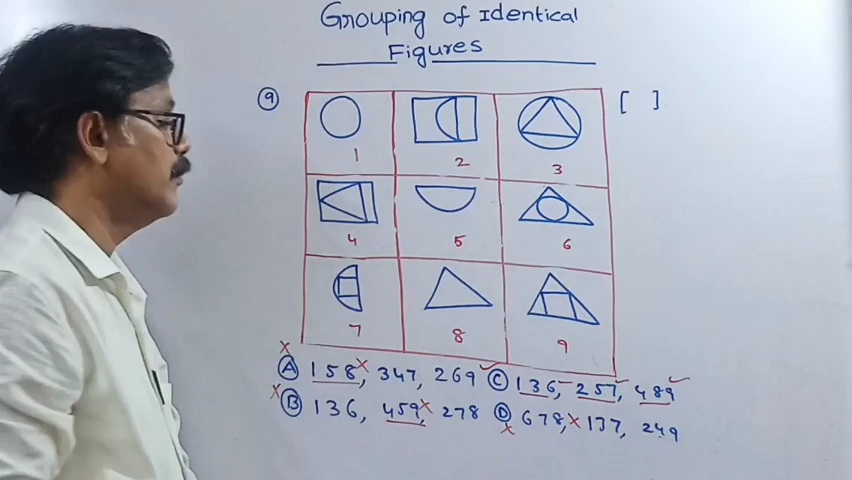 Grouping of Identical
Figures
9 [ ]
1 2 3
4 5 6
7 8 9
A 158, 347, 269 C 136, 257, 489
B 136, 459, 278 D 678, 137, 249